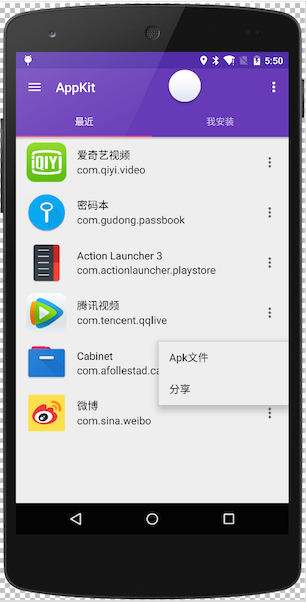 5:50
AppKit
最近
我安装
QIYI
爱奇艺视频
com.qiyi.video
密码本
com.gudong.passbook
Action Launcher 3
com.actionlauncher.playstore
腾讯视频
com.tencent.qqlive
Cabinet
com.afollestad.ca
Apk文件
分享
微博
com.sina.weibo